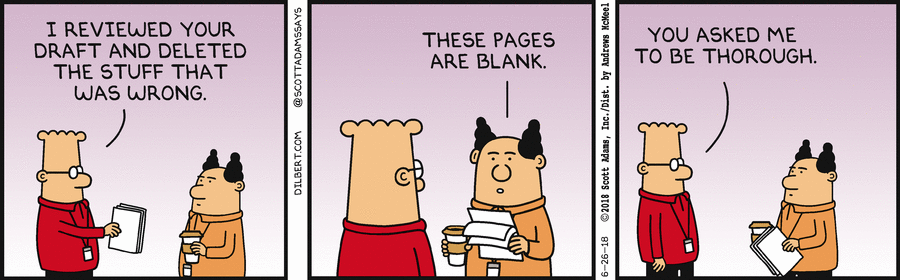 I REVIEWED YOUR
DRAFT AND DELETED
THE STUFF THAT
WAS WRONG.
DILBERT.COM @SCOTTADAMSSAYS
THESE PAGES
ARE BLANK.
6-26-18 ©2018 Scott Adams, Inc./Dist. by Andrews McMeel
YOU ASKED ME
TO BE THOROUGH.